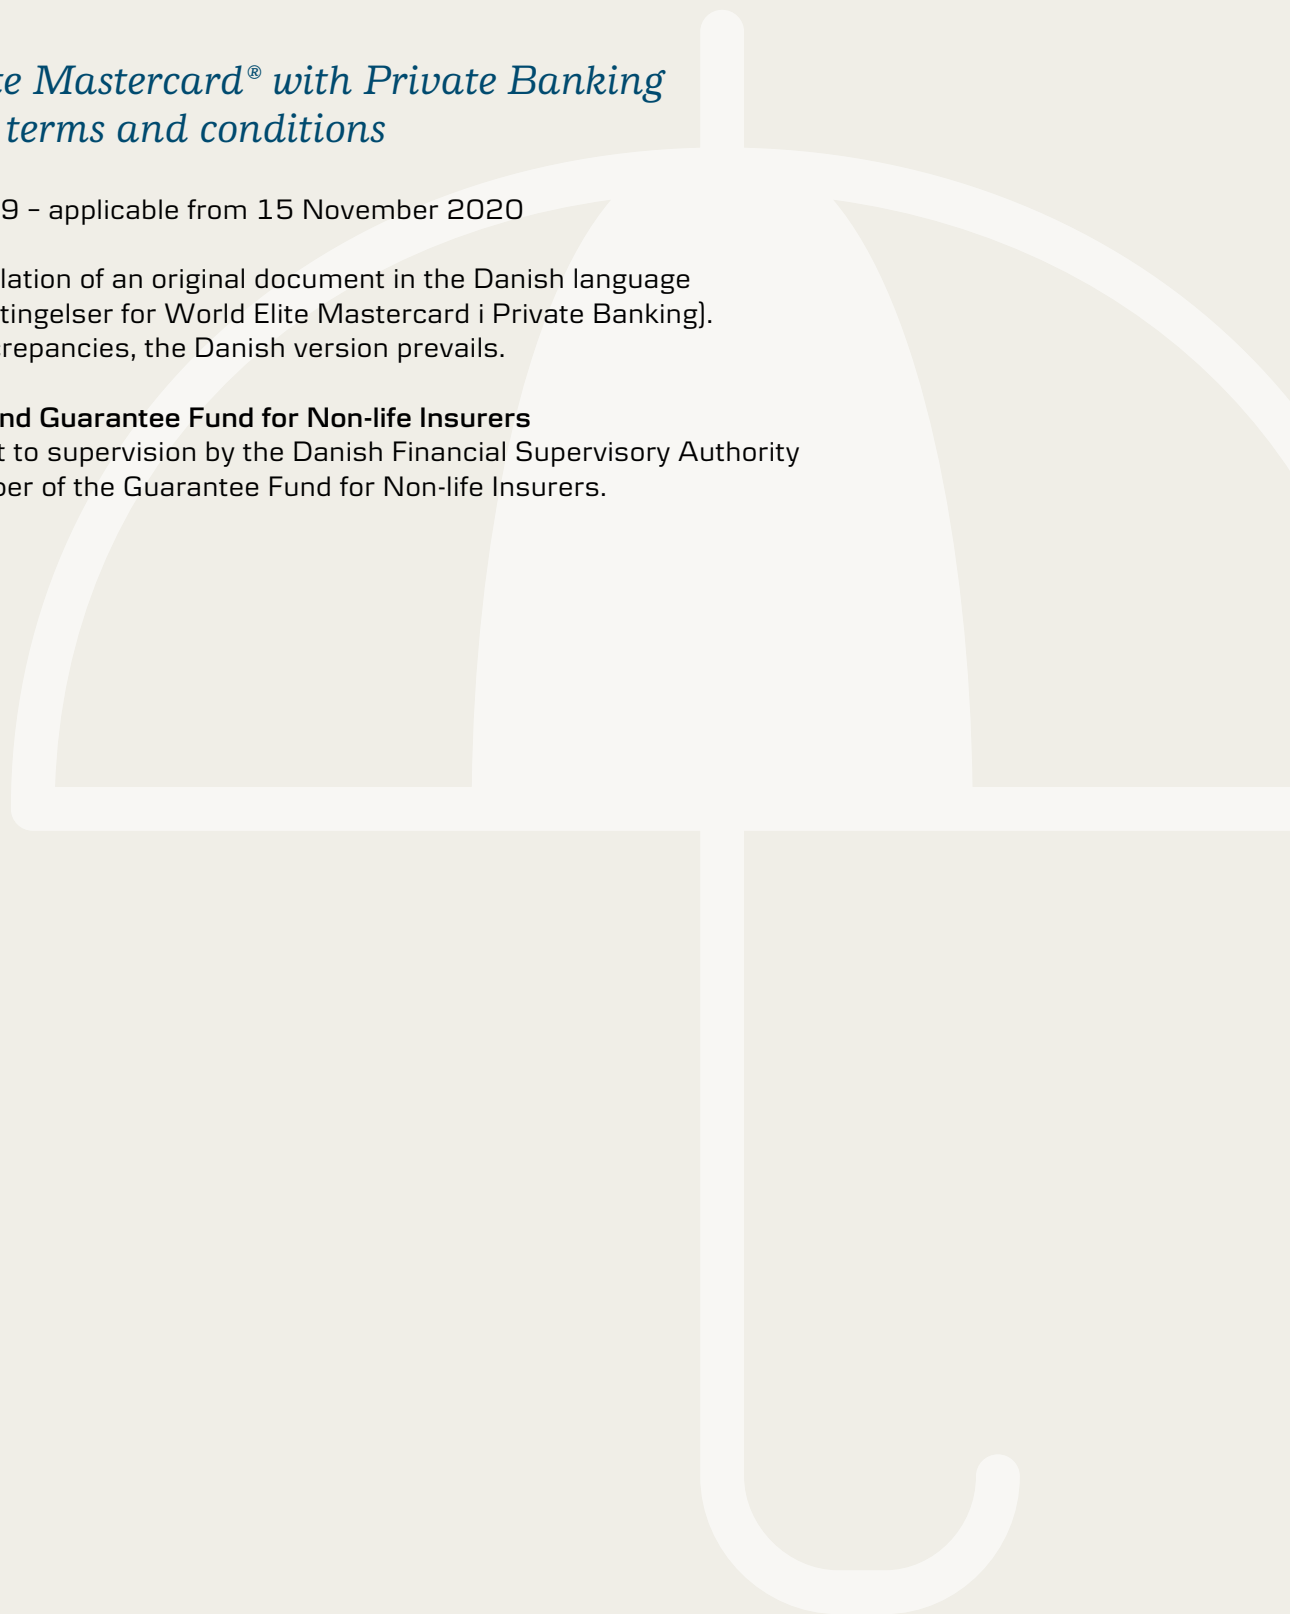 te Mastercard® with Private Banking
terms and conditions
9 – applicable from 15 November 2020
lation of an original document in the Danish language
tingelser for World Elite Mastercard i Private Banking).
crepancies, the Danish version prevails.
nd Guarantee Fund for Non-life Insurers
t to supervision by the Danish Financial Supervisory Authority
ber of the Guarantee Fund for Non-life Insurers.